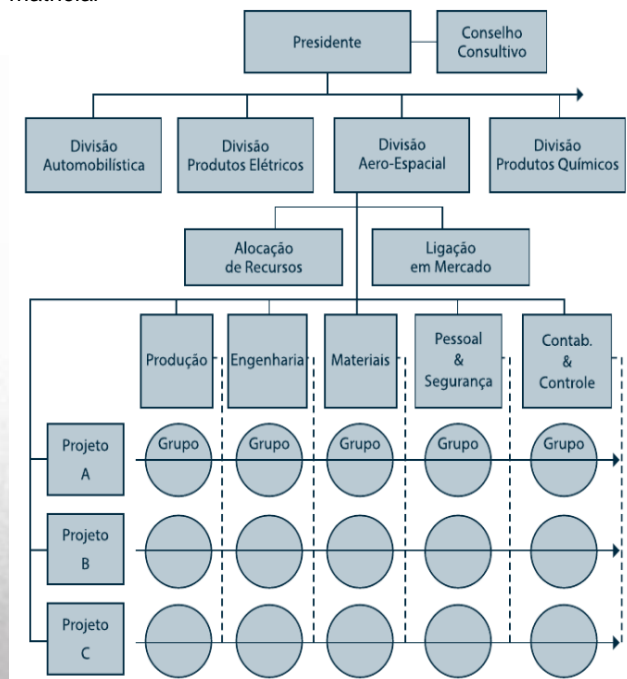 Presidente
Conselho
Consultivo
Divisão
Automobilística
Divisão
Produtos Elétricos
Divisão
Aero-Espacial
Divisão
Produtos Químicos
Alocação
de Recursos
Ligação
em Mercado
Produção
Engenharia
Materiais
Pessoal
&
Segurança
Contab.
&
Controle
Projeto
A
Grupo
Grupo
Grupo
Grupo
Grupo
Projeto
B
Projeto
C